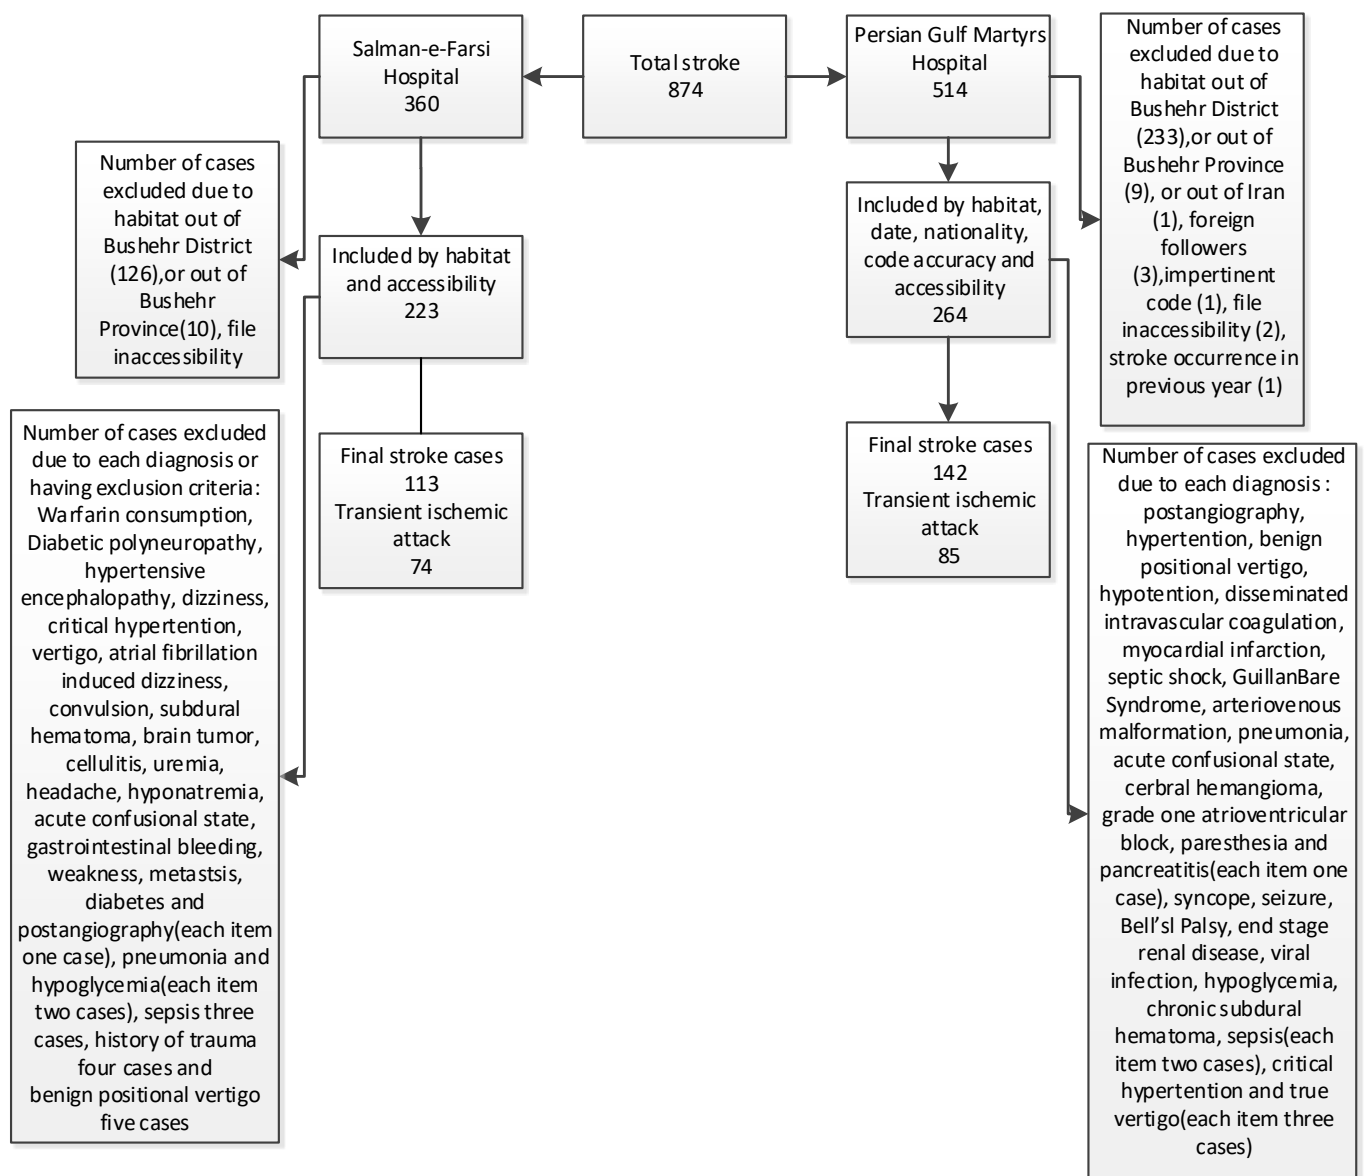 Salman-e-Farsi
Hospital
360
Total stroke
874
Persian Gulf Martyrs
Hospital
514
Number of cases
excluded due to
habitat out of
Bushehr District
(233),or out of
Bushehr Province
(9), or out of Iran
(1), foreign
followers
(3),impertinent
code (1), file
inaccessibility (2),
stroke occurrence in
previous year (1)
Number of cases
excluded due to
habitat out of
Bushehr District
(126),or out of
Bushehr
Province(10), file
inaccessibility
Included by habitat
and accessibility
223
Included by habitat,
date, nationality,
code accuracy and
accessibility
264
Number of cases excluded
due to each diagnosis or
having exclusion criteria:
Warfarin consumption,
Diabetic polyneuropathy,
hypertensive
encephalopathy, dizziness,
critical hypertention,
vertigo, atrial fibrillation
induced dizziness,
convulsion, subdural
hematoma, brain tumor,
cellulitis, uremia,
headache, hyponatremia,
acute confusional state,
gastrointestinal bleeding,
weakness, metastsis,
diabetes and
postangiography(each item
one case), pneumonia and
hypoglycemia(each item
two cases), sepsis three
cases, history of trauma
four cases and
benign positional vertigo
five cases
Final stroke cases
113
Transient ischemic
attack
74
Final stroke cases
142
Transient ischemic
attack
85
Number of cases excluded
due to each diagnosis :
postangiography,
hypertention, benign
positional vertigo,
hypotention, disseminated
intravascular coagulation,
myocardial infarction,
septic shock, GuillanBare
Syndrome, arteriovenous
malformation, pneumonia,
acute confusional state,
cerbral hemangioma,
grade one atrioventricular
block, paresthesia and
pancreatitis(each item one
case), syncope, seizure,
Bell’sl Palsy, end stage
renal disease, viral
infection, hypoglycemia,
chronic subdural
hematoma, sepsis(each
item two cases), critical
hypertention and true
vertigo(each item three
cases)